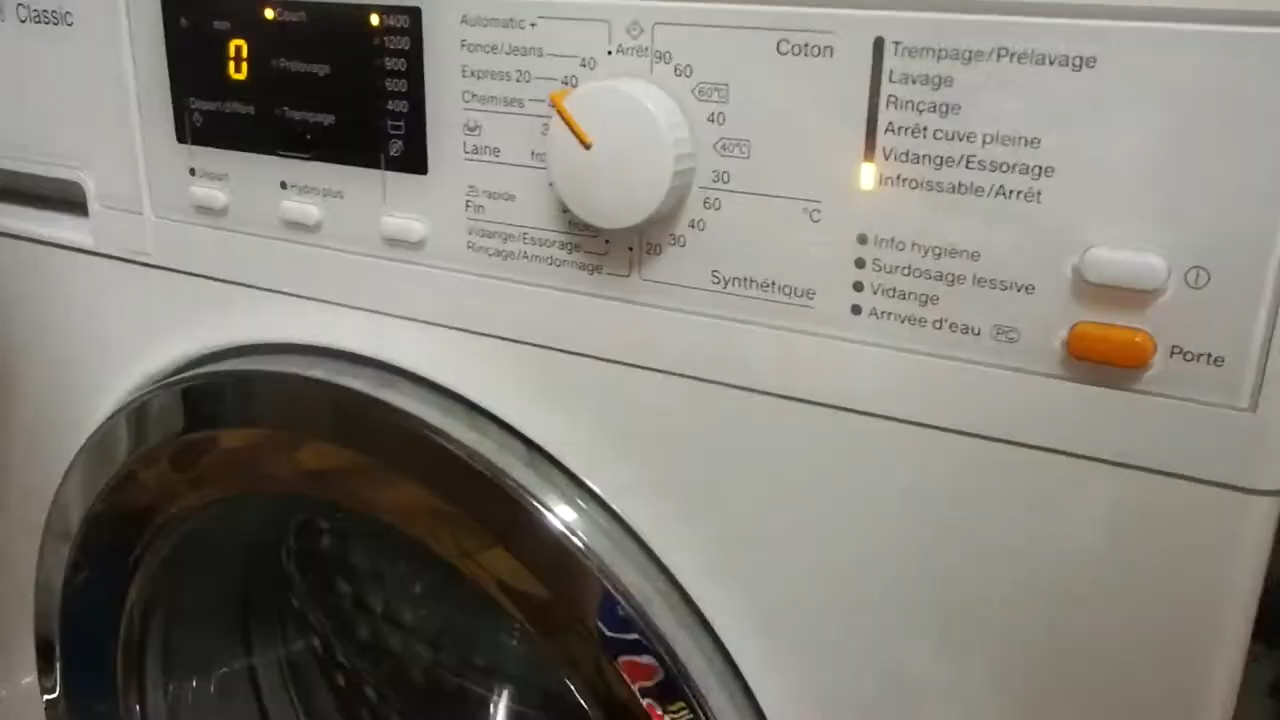 Classic
min
0
Court
Prélavage
Départ différé
Trempage
1400
1200
900
600
400
Départ
Hydro plus
Automatic +
Foncé/Jeans 40
Express 20 40
Chemises
Laine
rapide
Fin
Vidange/Essorage
Rinçage/Amidonnage
Arrêt
Coton
90
60
60°C
40
40°C
30
°C
60
40
30
20
Synthétique
Trempage/Prélavage
Lavage
Rinçage
Arrêt cuve pleine
Vidange/Essorage
Infroissable/Arrêt
Info hygiène
Surdosage lessive
Vidange
Arrivée d'eau PC
Porte